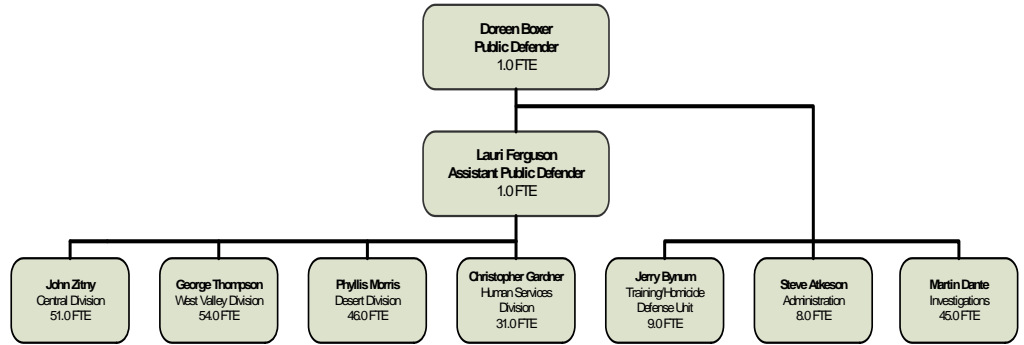 Doreen Boxer
Public Defender
1.0 FTE
Lauri Ferguson
Assistant Public Defender
1.0 FTE
John Zitny
Central Division
51.0 FTE
George Thompson
West Valley Division
54.0 FTE
Phyllis Morris
Desert Division
46.0 FTE
Christopher Gardner
Human Services
Division
31.0 FTE
Jerry Bynum
Training/Homicide
Defense Unit
9.0 FTE
Steve Atkeson
Administration
8.0 FTE
Martin Dante
Investigations
45.0 FTE